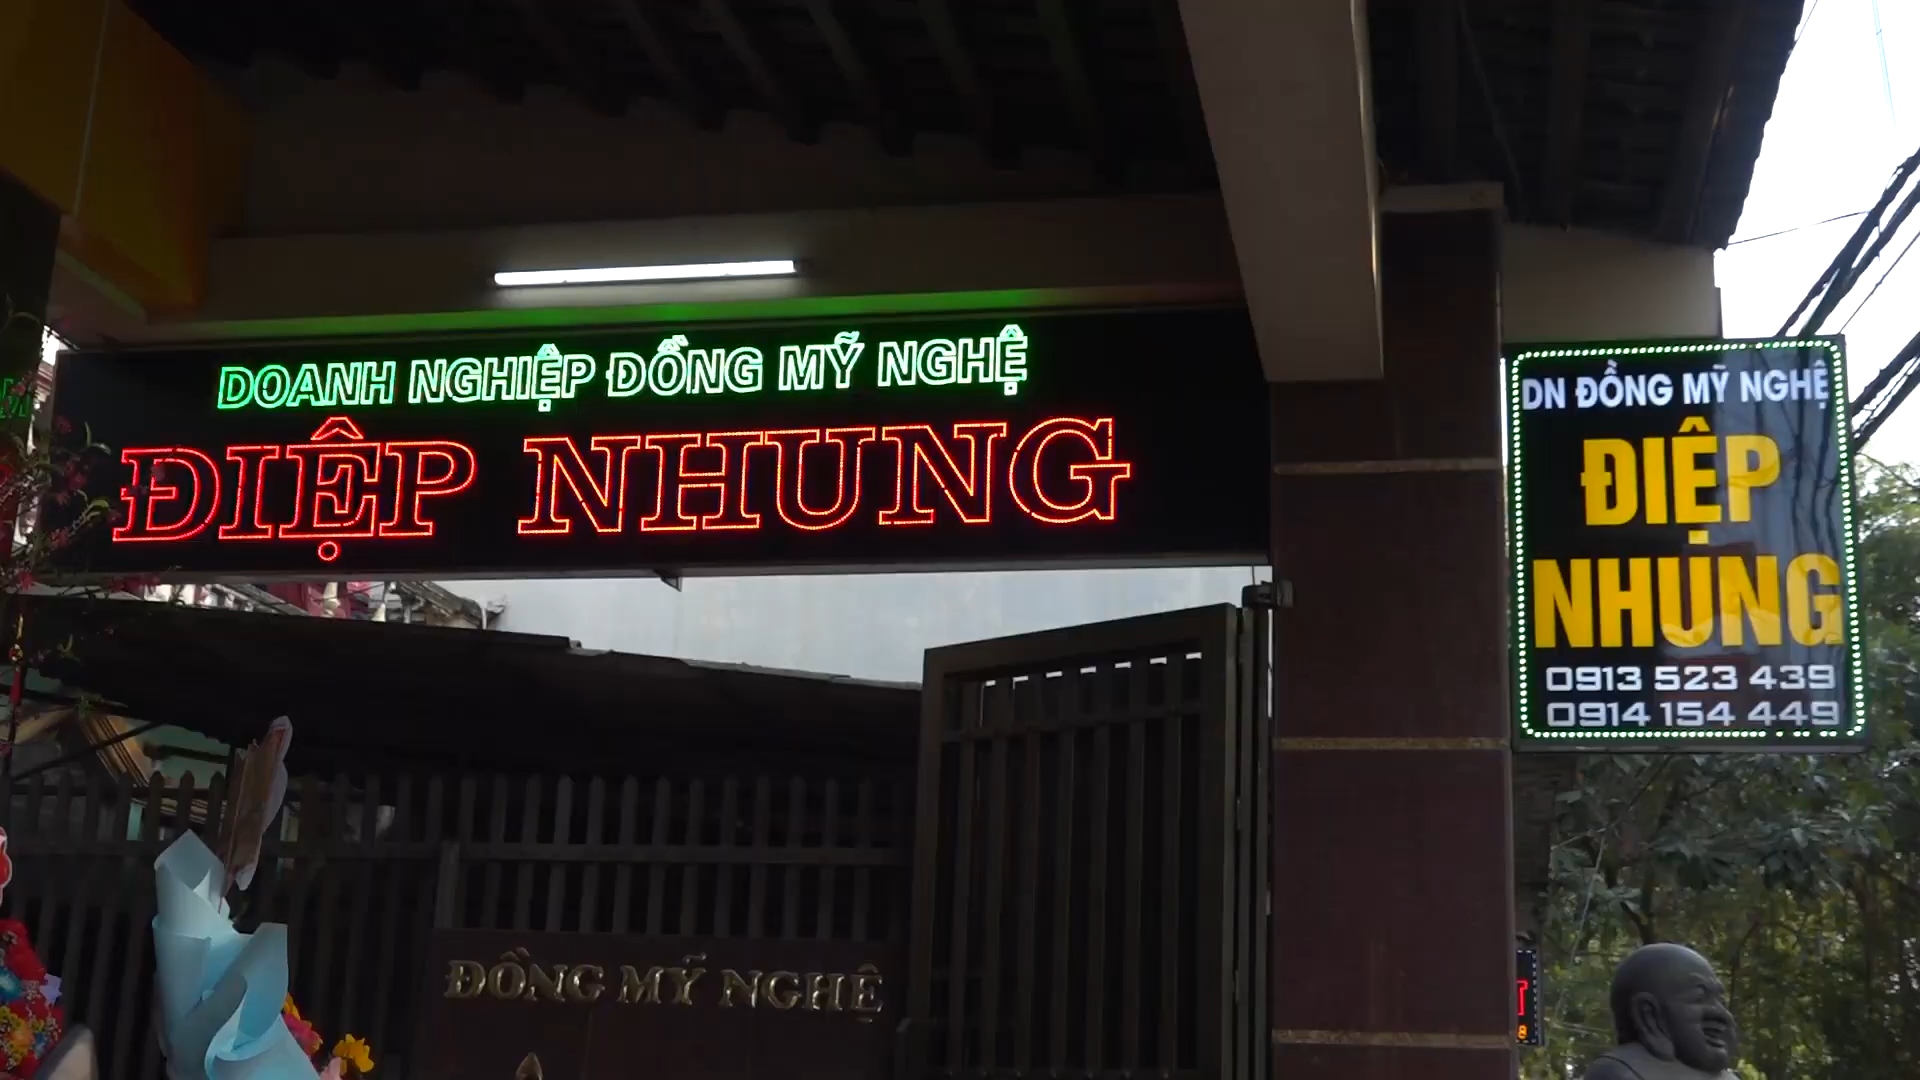 DOANH NGHIỆP ĐỒNG MỸ NGHỆ
ĐIỆP NHUNG
DN ĐỒNG MỸ NGHỆ
ĐIỆP
NHUNG
0913 523 439
0914 154 449
ĐỒNG MỸ NGHỆ